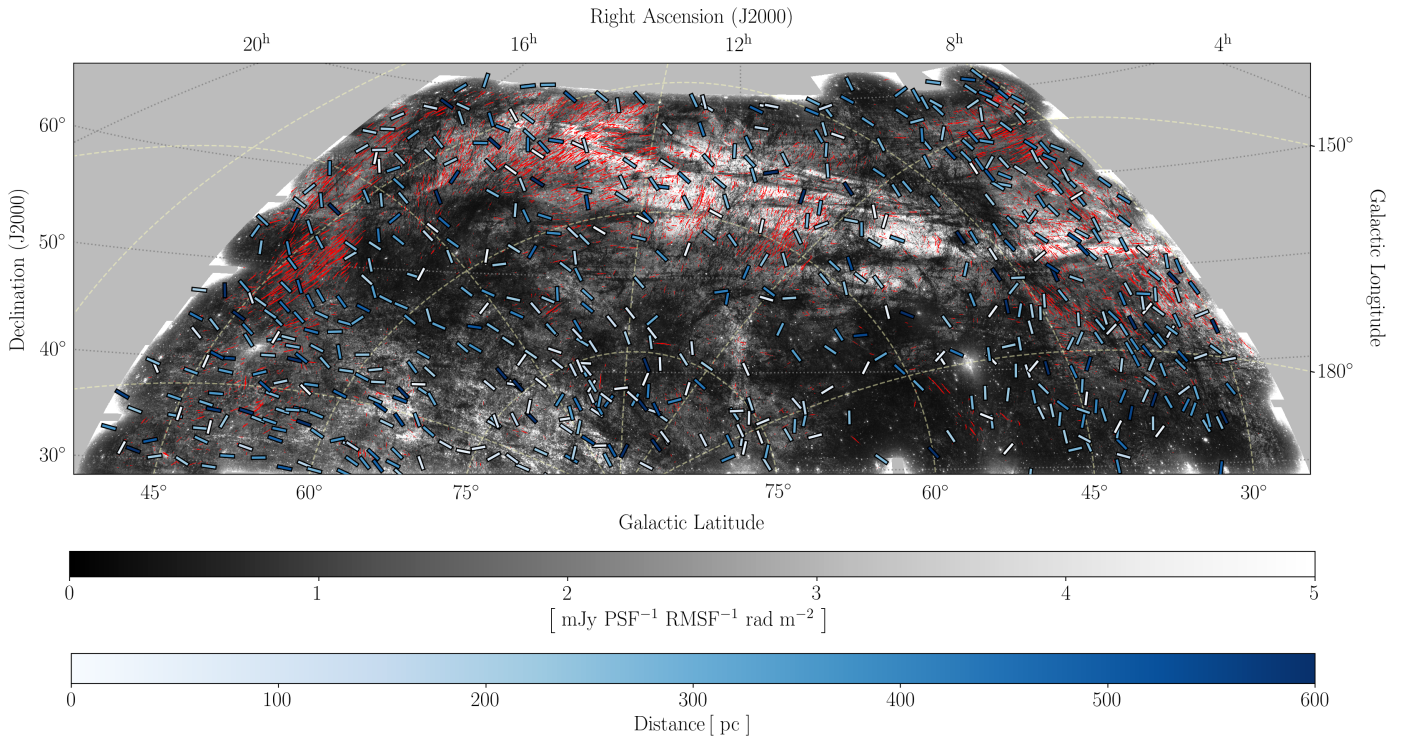 Right Ascension (J2000)
20ʰ 16ʰ 12ʰ 8ʰ 4ʰ
60°
50°
40°
30°
Declination (J2000)
150°
180°
Galactic Longitude
45° 60° 75° 75° 60° 45° 30°
Galactic Latitude
0 1 2 3 4 5
[ mJy PSF⁻¹ RMSF⁻¹ rad m⁻² ]
0 100 200 300 400 500 600
Distance [ pc ]